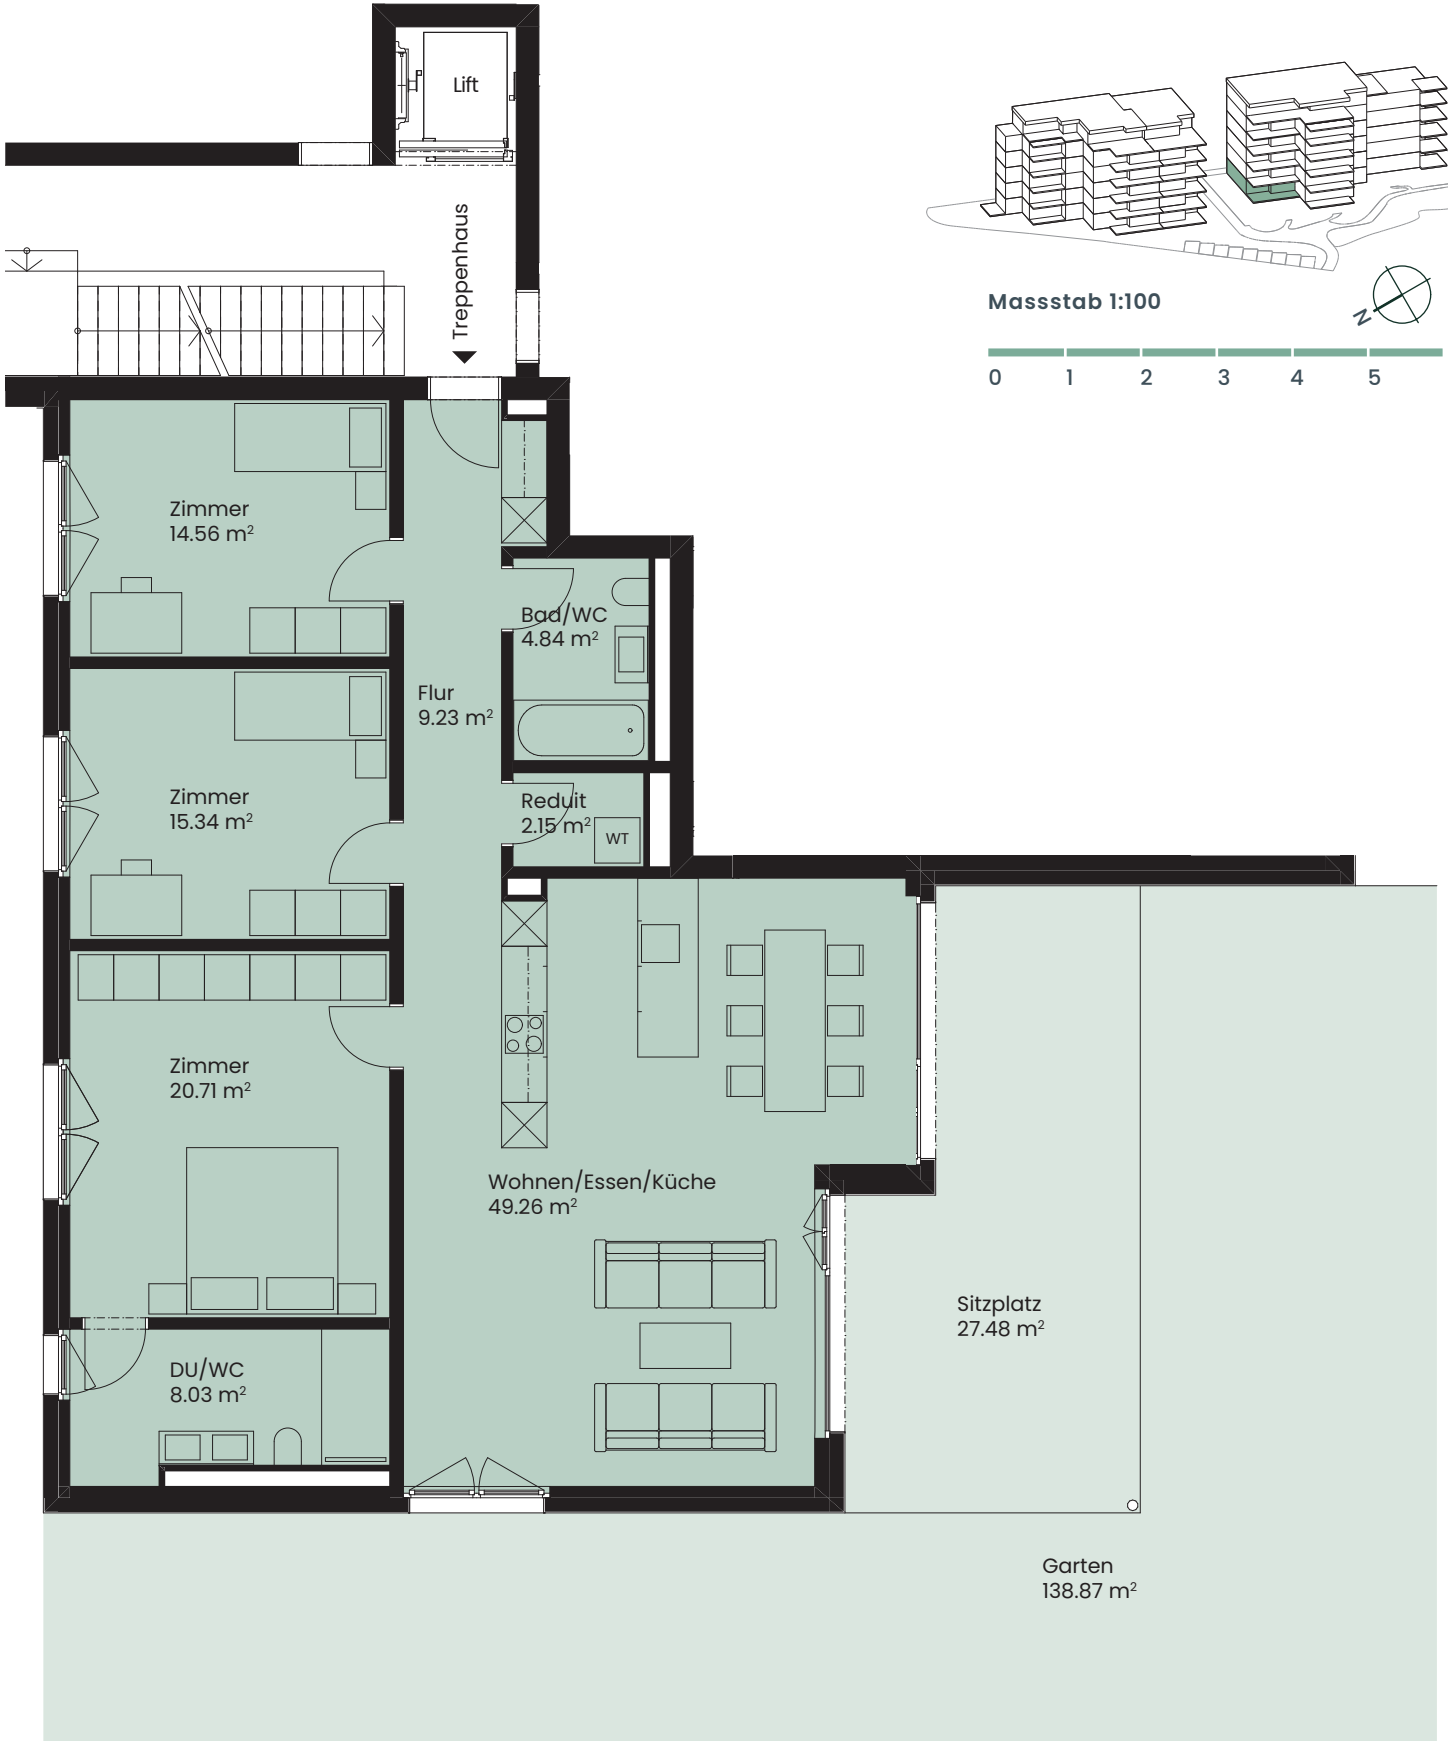 Lift
Treppenhaus
Massstab 1:100
N
0 1 2 3 4 5
Zimmer
14.56 m²
Bad/WC
4.84 m²
Flur
9.23 m²
Zimmer
15.34 m²
Reduit
2.15 m²
WT
Zimmer
20.71 m²
Wohnen/Essen/Küche
49.26 m²
Sitzplatz
27.48 m²
DU/WC
8.03 m²
Garten
138.87 m²